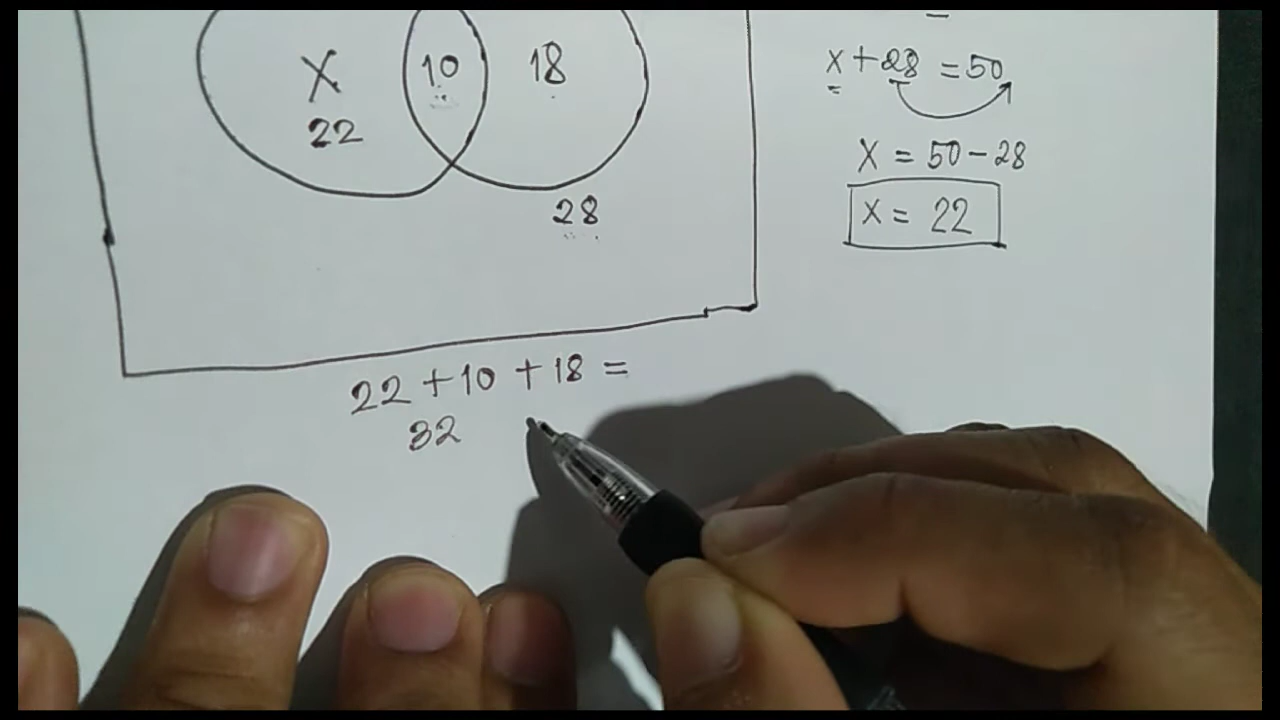 X 10 18
22
28
x + 28 = 50
X = 50 - 28
X = 22
22 + 10 + 18 =
32